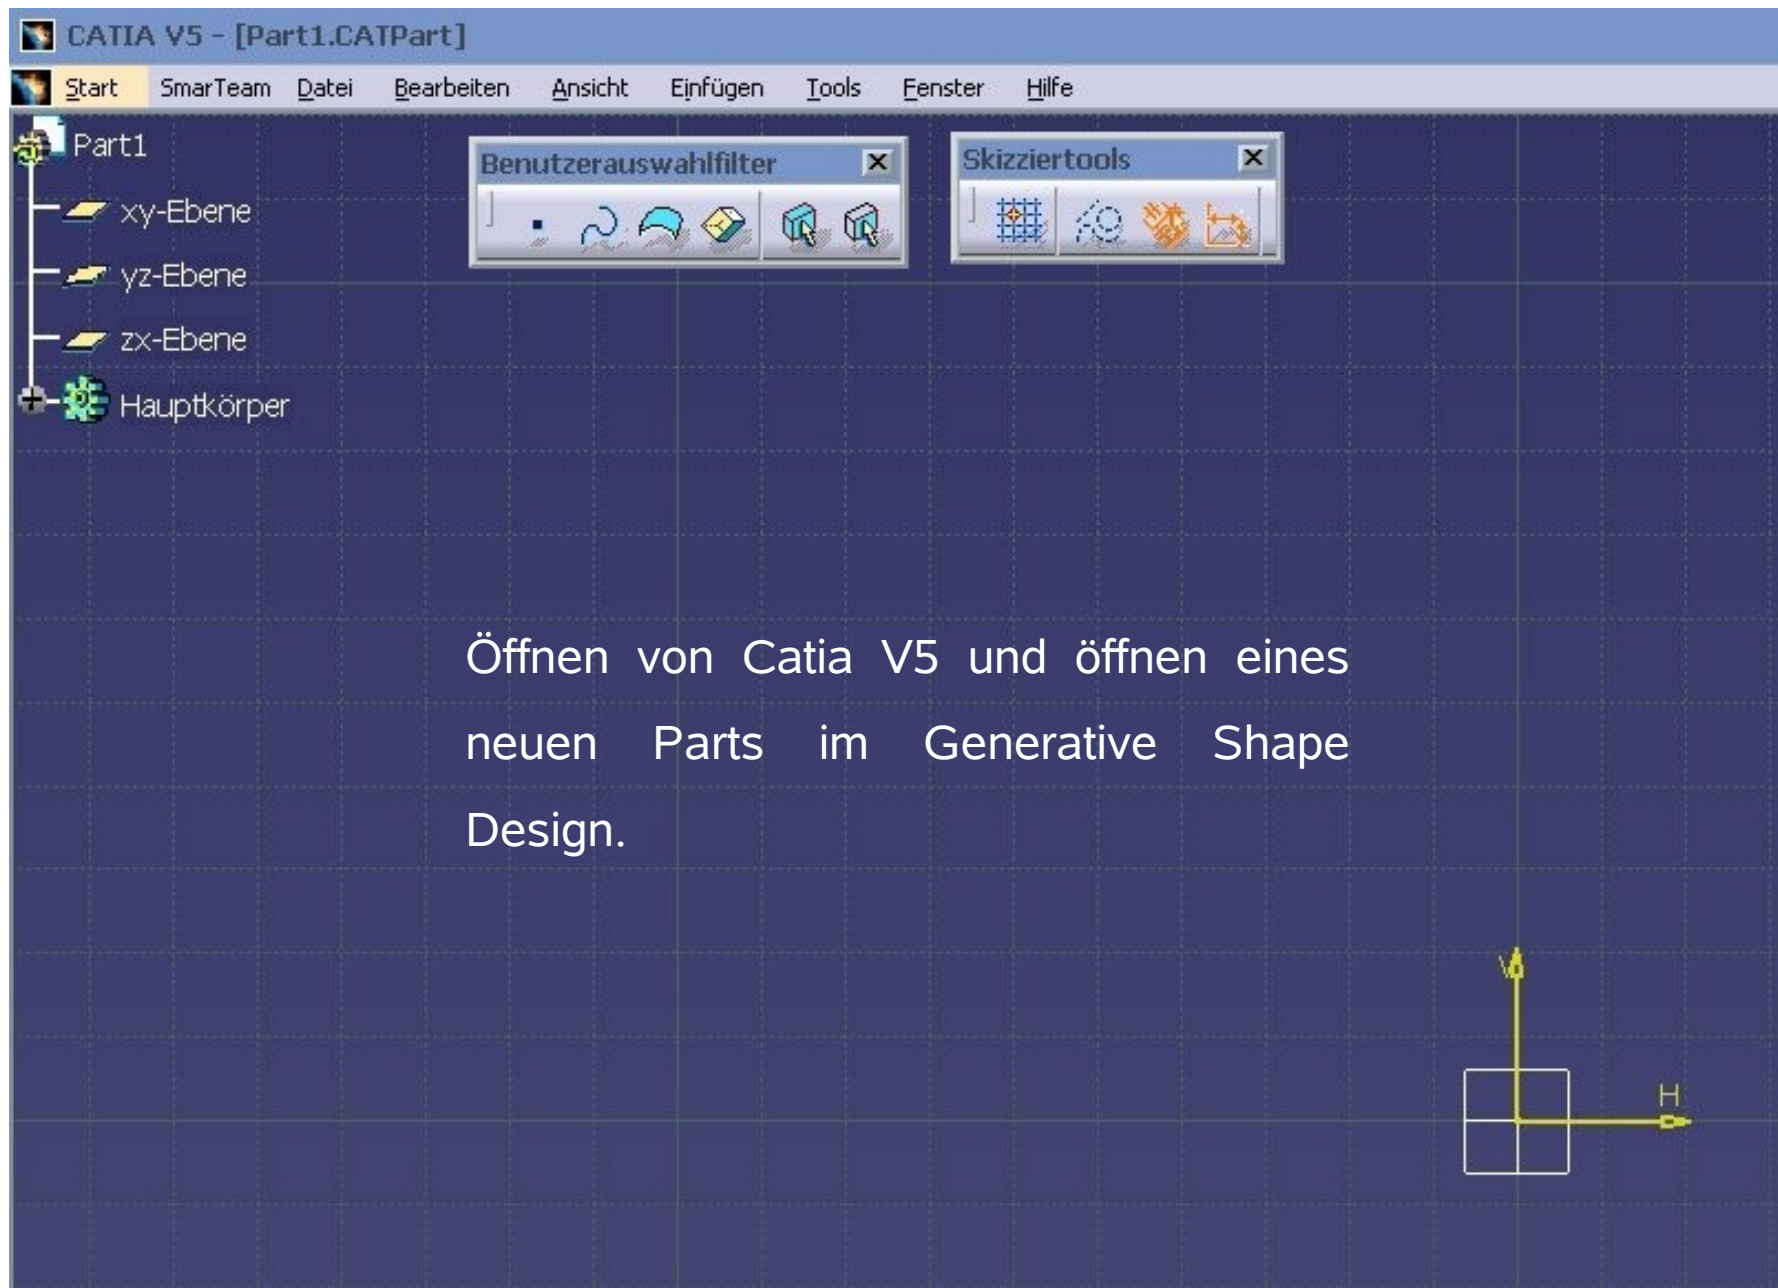 CATIA V5 - [Part1.CATPart]
Start SmarTeam Datei Bearbeiten Ansicht Einfügen Tools Fenster Hilfe
Part1
xy-Ebene
yz-Ebene
zx-Ebene
Hauptkörper
Benutzerauswahlfilter
Skizziertools
Öffnen von Catia V5 und öffnen eines
neuen Parts im Generative Shape
Design.
V
H